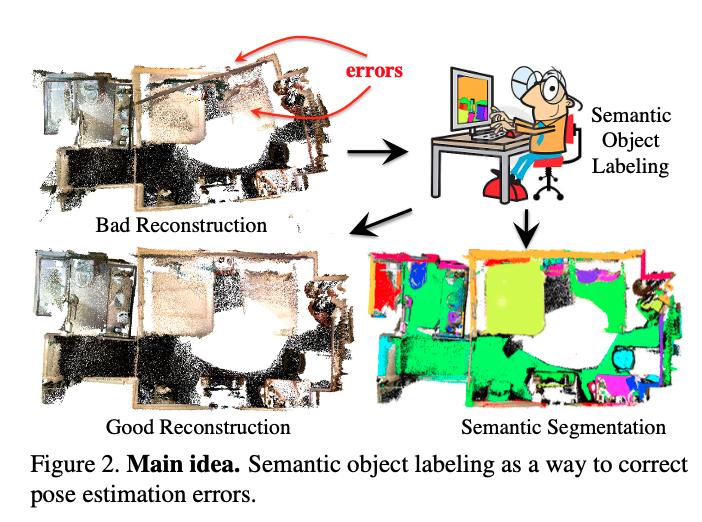 errors
Semantic
Object
Labeling
Bad Reconstruction
Good Reconstruction
Semantic Segmentation
Figure 2. Main idea. Semantic object labeling as a way to correct
pose estimation errors.